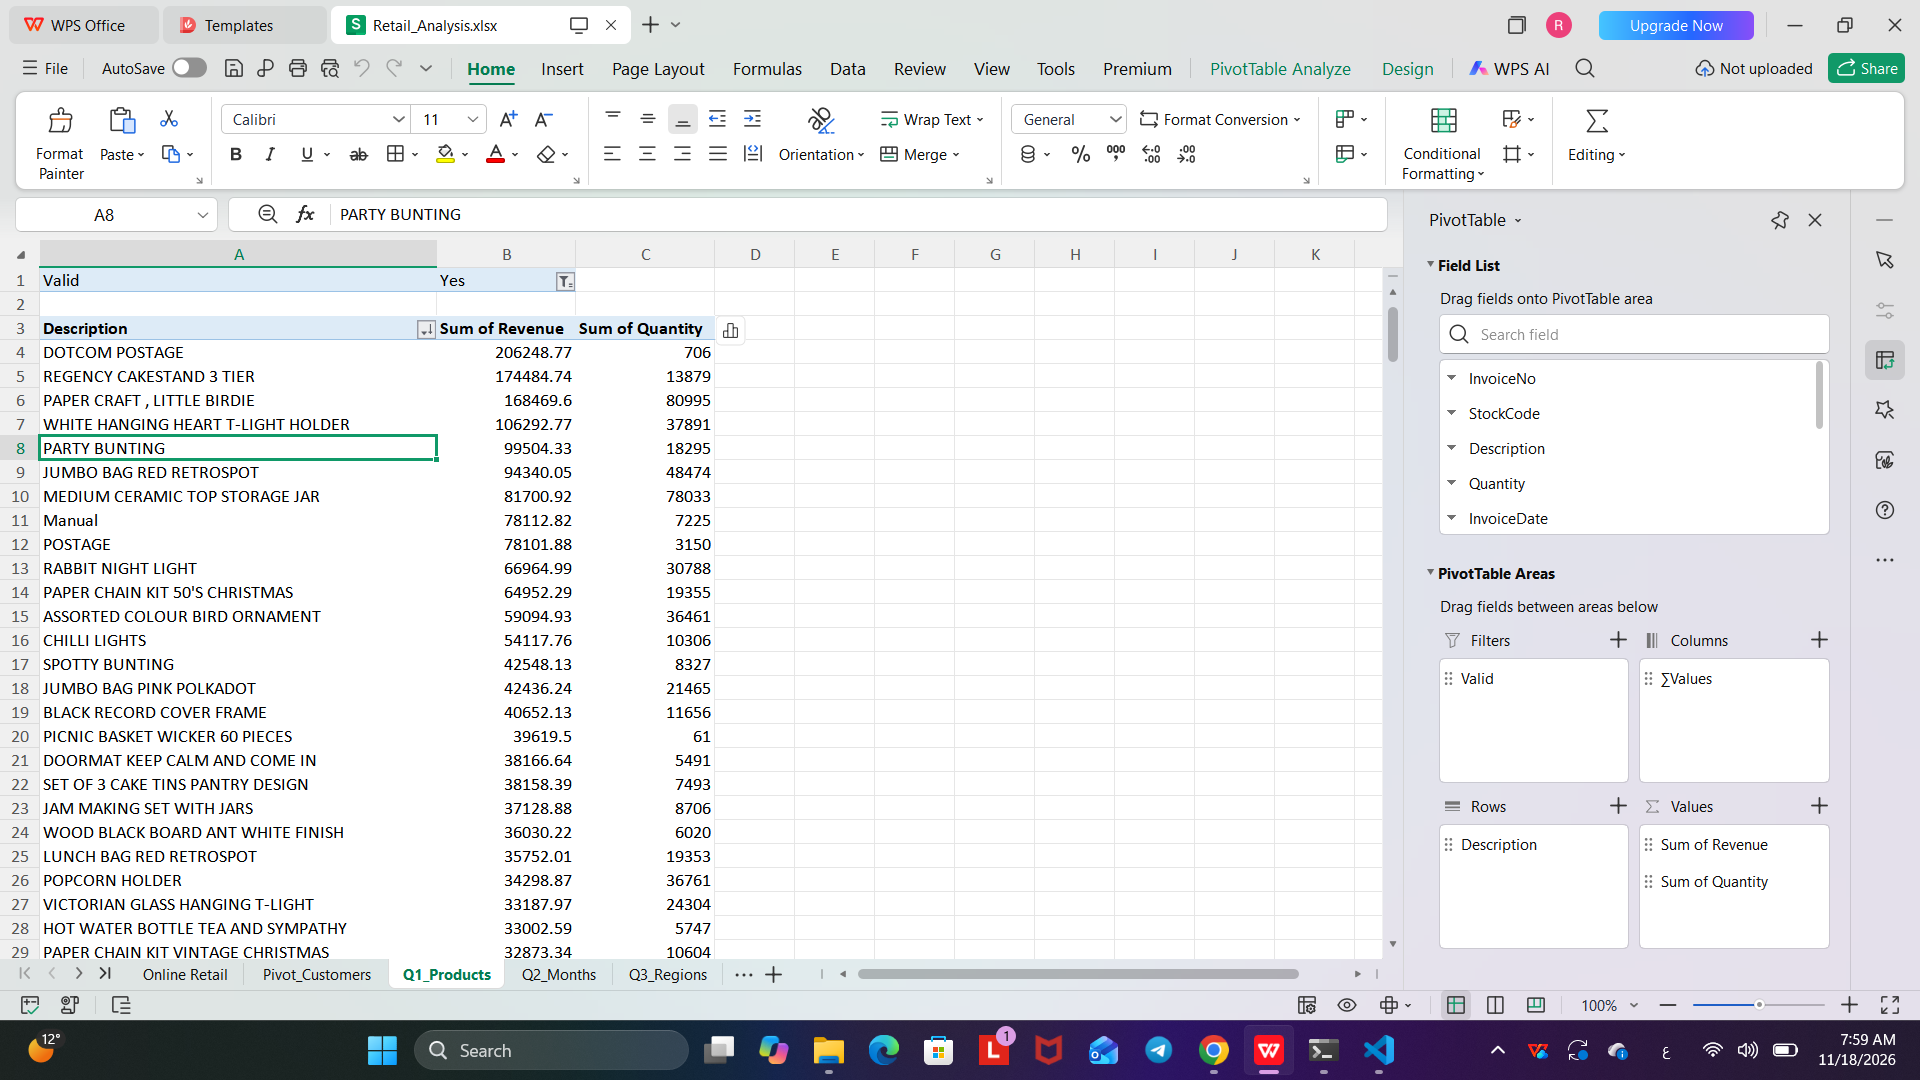 WPS Office
Templates
Retail_Analysis.xlsx
R
Upgrade Now
File
AutoSave
Home
Insert
Page Layout
Formulas
Data
Review
View
Tools
Premium
PivotTable Analyze
Design
WPS AI
Not uploaded
Share
Format Painter
Paste
Calibri
11
Orientation
Wrap Text
Merge
General
Format Conversion
Conditional Formatting
Editing
A8
fx
PARTY BUNTING
A B C D E F G H I J K
1 Valid Yes
2
3 Description Sum of Revenue Sum of Quantity
4 DOTCOM POSTAGE 206248.77 706
5 REGENCY CAKESTAND 3 TIER 174484.74 13879
6 PAPER CRAFT , LITTLE BIRDIE 168469.6 80995
7 WHITE HANGING HEART T-LIGHT HOLDER 106292.77 37891
8 PARTY BUNTING 99504.33 18295
9 JUMBO BAG RED RETROSPOT 94340.05 48474
10 MEDIUM CERAMIC TOP STORAGE JAR 81700.92 78033
11 Manual 78112.82 7225
12 POSTAGE 78101.88 3150
13 RABBIT NIGHT LIGHT 66964.99 30788
14 PAPER CHAIN KIT 50'S CHRISTMAS 64952.29 19355
15 ASSORTED COLOUR BIRD ORNAMENT 59094.93 36461
16 CHILLI LIGHTS 54117.76 10306
17 SPOTTY BUNTING 42548.13 8327
18 JUMBO BAG PINK POLKADOT 42436.24 21465
19 BLACK RECORD COVER FRAME 40652.13 11656
20 PICNIC BASKET WICKER 60 PIECES 39619.5 61
21 DOORMAT KEEP CALM AND COME IN 38166.64 5491
22 SET OF 3 CAKE TINS PANTRY DESIGN 38158.39 7493
23 JAM MAKING SET WITH JARS 37128.88 8706
24 WOOD BLACK BOARD ANT WHITE FINISH 36030.22 6020
25 LUNCH BAG RED RETROSPOT 35752.01 19353
26 POPCORN HOLDER 34298.87 36761
27 VICTORIAN GLASS HANGING T-LIGHT 33187.97 24304
28 HOT WATER BOTTLE TEA AND SYMPATHY 33002.59 5747
29 PAPER CHAIN KIT VINTAGE CHRISTMAS 32873.34 10604
PivotTable
Field List
Drag fields onto PivotTable area
Search field
InvoiceNo
StockCode
Description
Quantity
InvoiceDate
PivotTable Areas
Drag fields between areas below
Filters
Columns
Valid
∑Values
Rows
Values
Description
Sum of Revenue
Sum of Quantity
Online Retail
Pivot_Customers
Q1_Products
Q2_Months
Q3_Regions
100%
12°
Search
1
ع
7:59 AM
11/18/2026